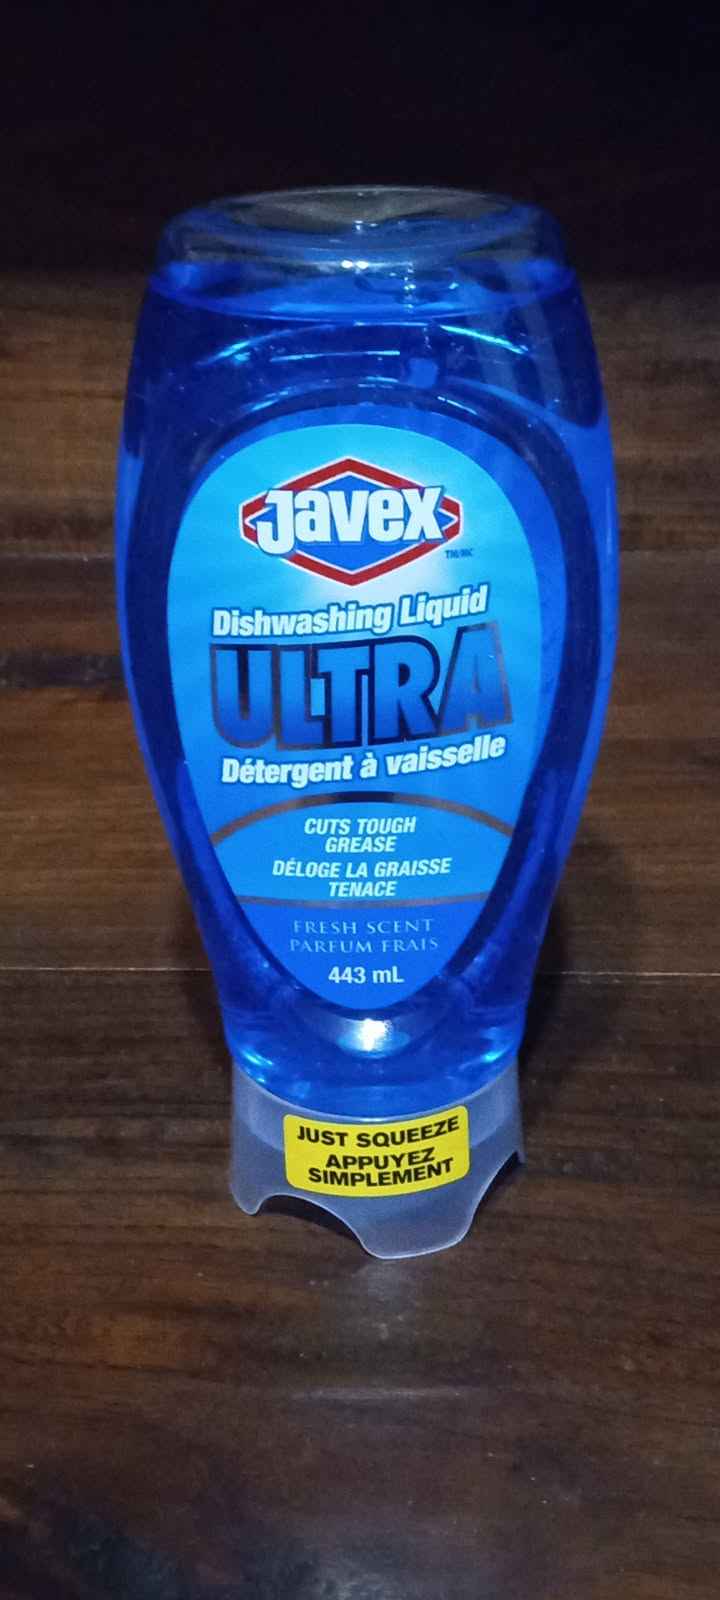 Javex
TM/MC
Dishwashing Liquid
ULTRA
Détergent à vaisselle
CUTS TOUGH
GREASE
DÉLOGE LA GRAISSE
TENACE
FRESH SCENT
PARFUM FRAIS
443 mL
JUST SQUEEZE
APPUYEZ
SIMPLEMENT